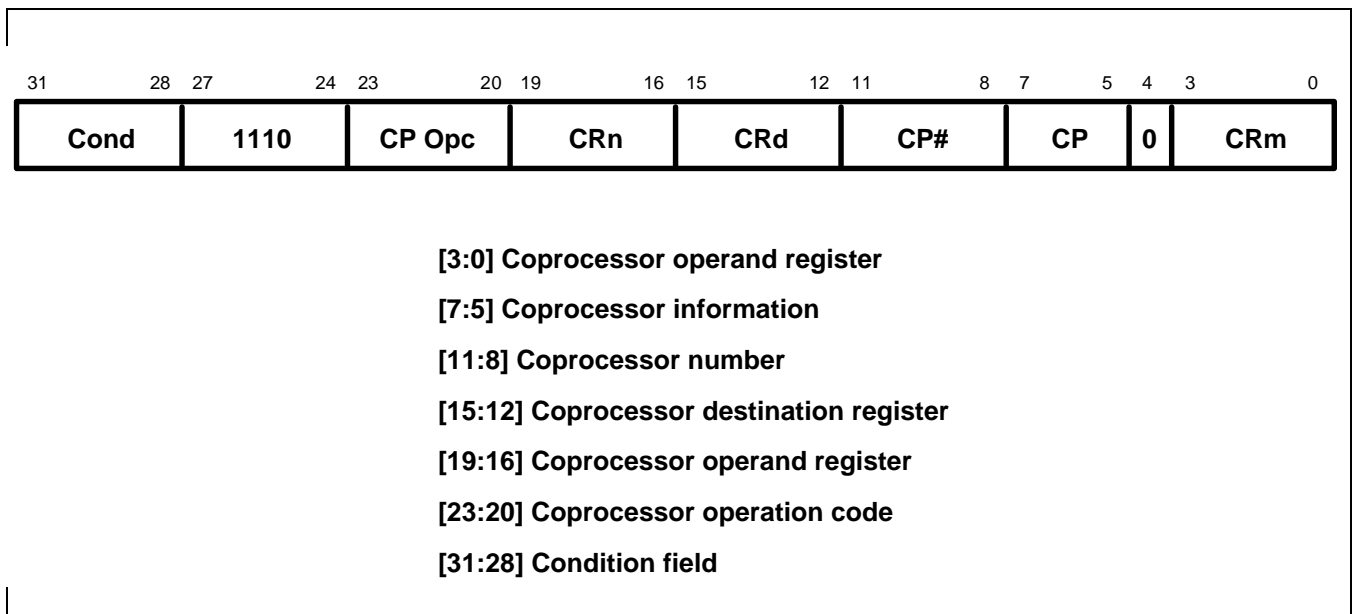 31 28 27 24 23 20 19 16 15 12 11 8 7 5 4 3 0
Cond 1110 CP Opc CRn CRd CP# CP 0 CRm
[3:0] Coprocessor operand register
[7:5] Coprocessor information
[11:8] Coprocessor number
[15:12] Coprocessor destination register
[19:16] Coprocessor operand register
[23:20] Coprocessor operation code
[31:28] Condition field